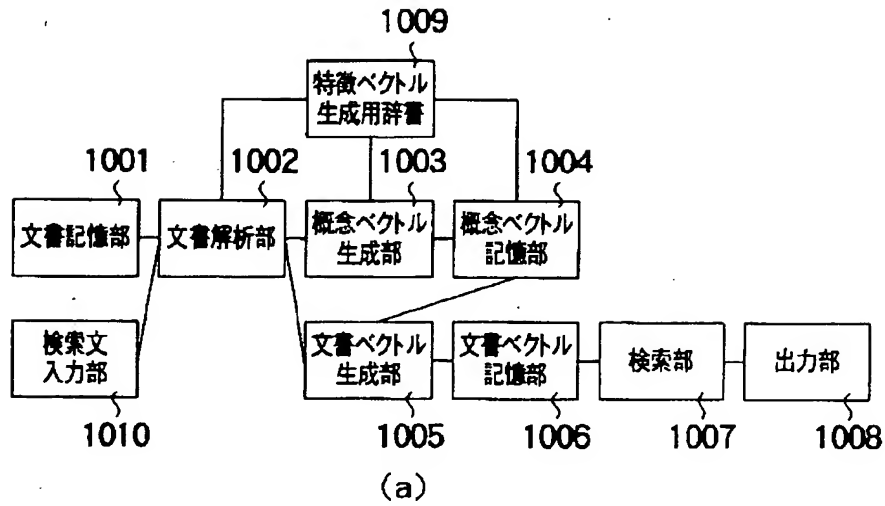 1009
特徴ベクトル
生成用辞書
1001
1002
1003
1004
文書記憶部
文書解析部
概念ベクトル
生成部
概念ベクトル
記憶部
検索文
入力部
文書ベクトル
生成部
文書ベクトル
記憶部
検索部
出力部
1010
1005
1006
1007
1008
(a)